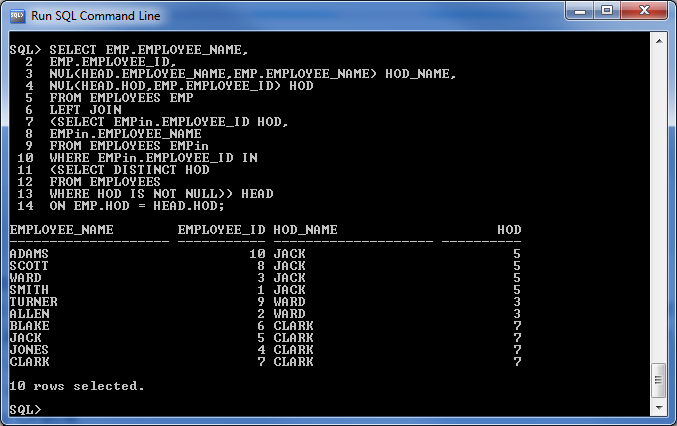 Run SQL Command Line
SQL> SELECT EMP.EMPLOYEE_NAME,
2 EMP.EMPLOYEE_ID,
3 NVL(HEAD.EMPLOYEE_NAME,EMP.EMPLOYEE_NAME) HOD_NAME,
4 NVL(HEAD.HOD,EMP.EMPLOYEE_ID) HOD
5 FROM EMPLOYEES EMP
6 LEFT JOIN
7 (SELECT EMPin.EMPLOYEE_ID HOD,
8 EMPin.EMPLOYEE_NAME
9 FROM EMPLOYEES EMPin
10 WHERE EMPin.EMPLOYEE_ID IN
11 (SELECT DISTINCT HOD
12 FROM EMPLOYEES
13 WHERE HOD IS NOT NULL)) HEAD
14 ON EMP.HOD = HEAD.HOD;
EMPLOYEE_NAME EMPLOYEE_ID HOD_NAME HOD
-------------------- ----------- -------------------- ----------
ADAMS 10 JACK 5
SCOTT 8 JACK 5
WARD 3 JACK 5
SMITH 1 JACK 5
TURNER 9 WARD 3
ALLEN 2 WARD 3
BLAKE 6 CLARK 7
JACK 5 CLARK 7
JONES 4 CLARK 7
CLARK 7 CLARK 7
10 rows selected.
SQL>